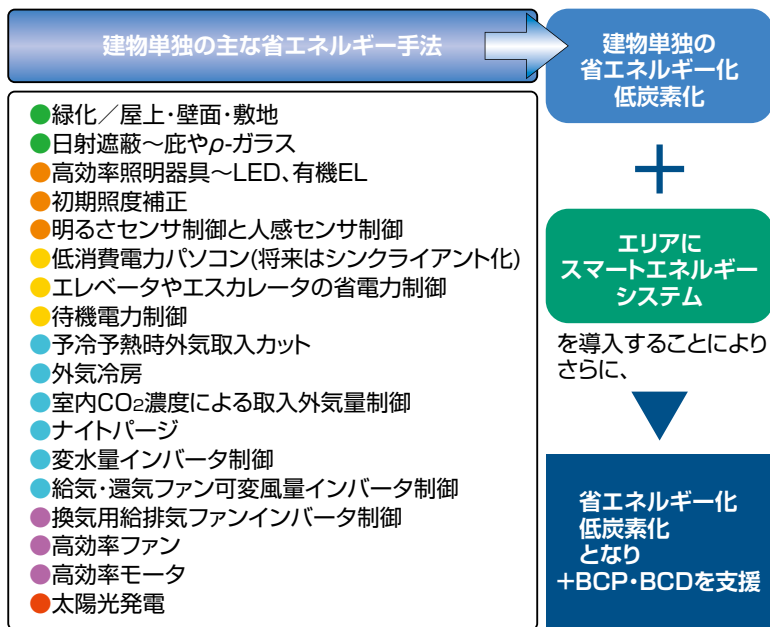 建物単独の主な省エネルギー手法
●緑化／屋上・壁面・敷地
●日射遮蔽～庇やρ-ガラス
●高効率照明器具～LED、有機EL
●初期照度補正
●明るさセンサ制御と人感センサ制御
●低消費電力パソコン(将来はシンクライアント化)
●エレベータやエスカレータの省電力制御
●待機電力制御
●予冷予熱時外気取入カット
●外気冷房
●室内CO₂濃度による取入外気量制御
●ナイトパージ
●変水量インバータ制御
●給気・還気ファン可変風量インバータ制御
●換気用給排気ファンインバータ制御
●高効率ファン
●高効率モータ
●太陽光発電
建物単独の
省エネルギー化
低炭素化
＋
エリアに
スマートエネルギー
システム
を導入することにより
さらに、
省エネルギー化
低炭素化
となり
＋BCP・BCDを支援